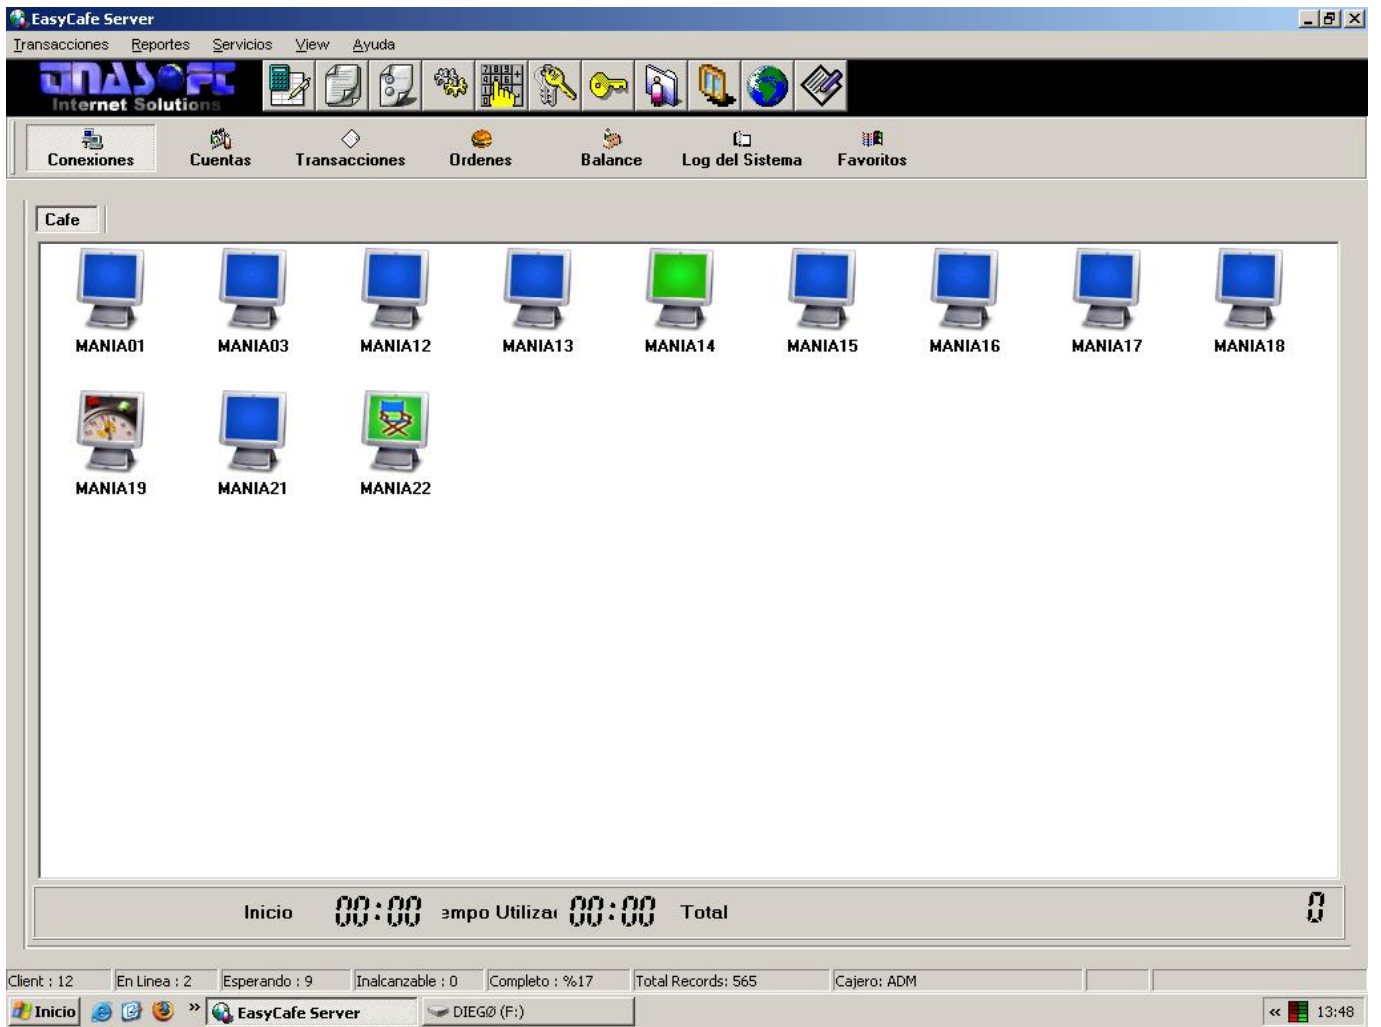 EasyCafe Server
Transacciones Reportes Servicios View Ayuda
TINASOFT
Internet Solutions
Conexiones Cuentas Transacciones Ordenes Balance Log del Sistema Favoritos
Cafe
MANIA01 MANIA03 MANIA12 MANIA13 MANIA14 MANIA15 MANIA16 MANIA17 MANIA18
MANIA19 MANIA21 MANIA22
Inicio 00:00 empo Utiliza 00:00 Total 0
Client : 12 En Linea : 2 Esperando : 9 Inalcanzable : 0 Completo : %17 Total Records: 565 Cajero: ADM
Inicio » EasyCafe Server DIEGØ (F:) « 13:48